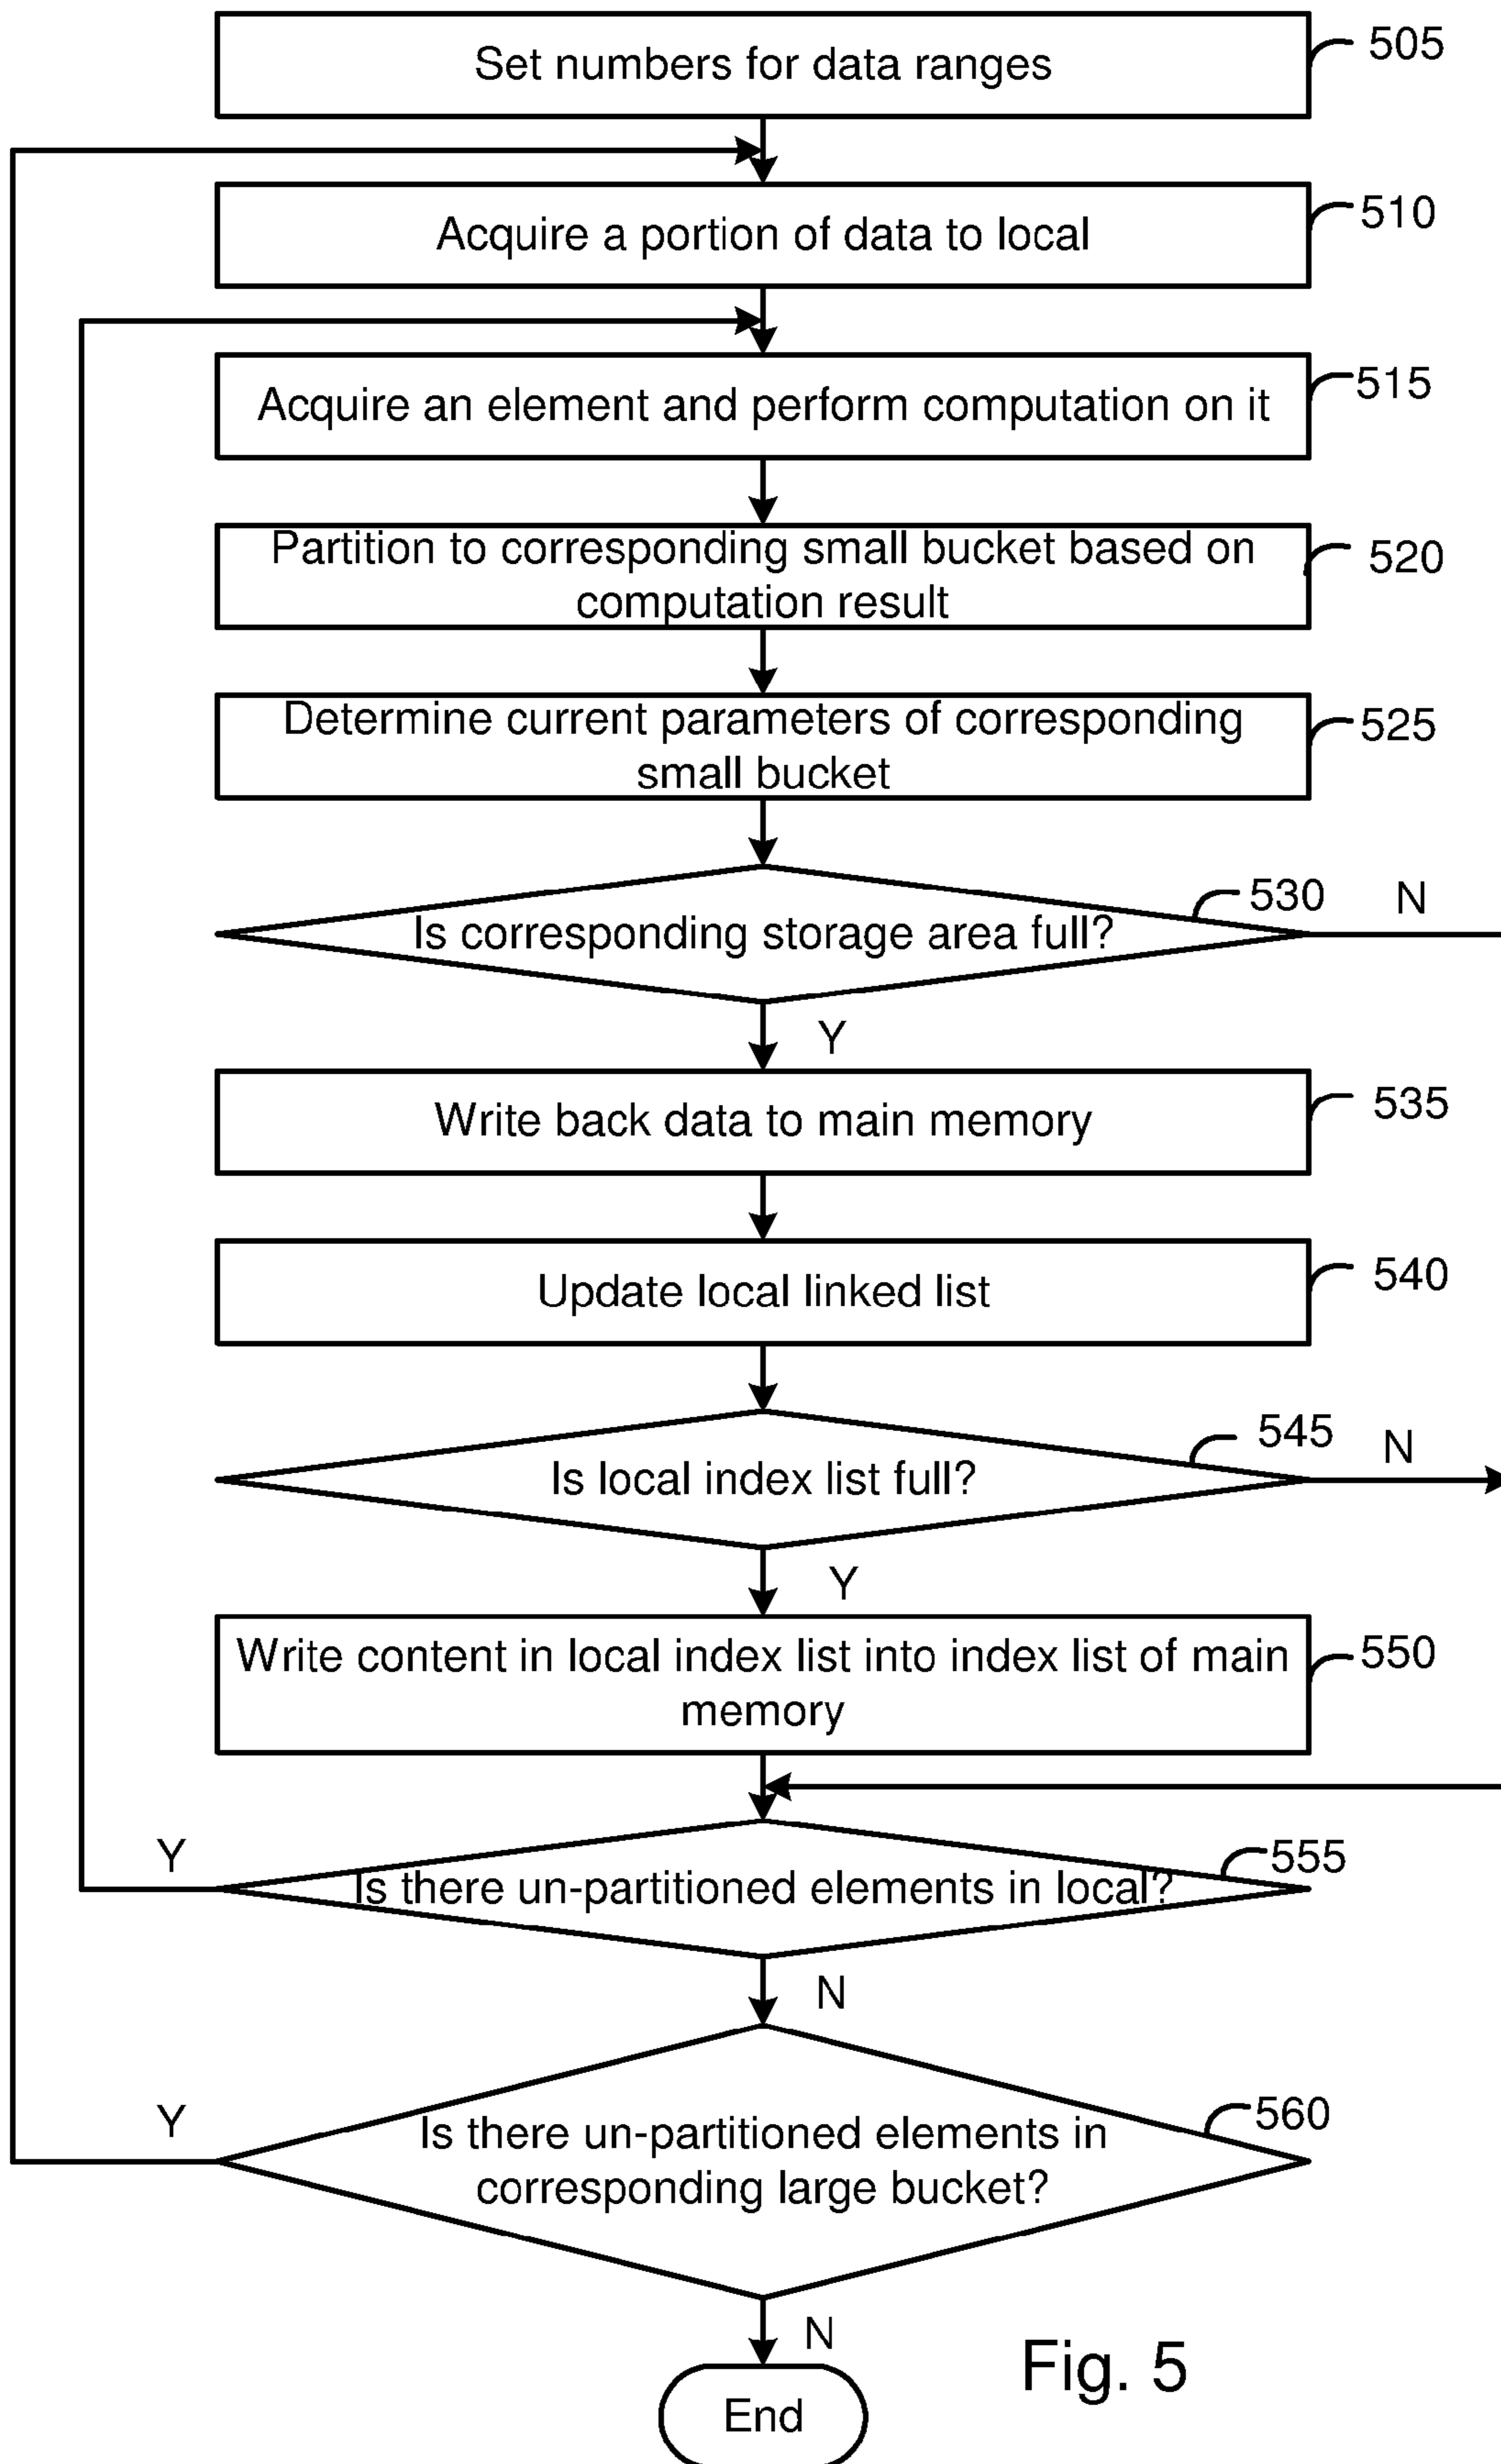 Set numbers for data ranges
505
Acquire a portion of data to local
510
Acquire an element and perform computation on it
515
Partition to corresponding small bucket based on
computation result
520
Determine current parameters of corresponding
small bucket
525
Is corresponding storage area full?
530
N
Y
Write back data to main memory
535
Update local linked list
540
Is local index list full?
545
N
Y
Write content in local index list into index list of main
memory
550
Y
Is there un-partitioned elements in local?
555
N
Y
Is there un-partitioned elements in
corresponding large bucket?
560
N
Fig. 5
End